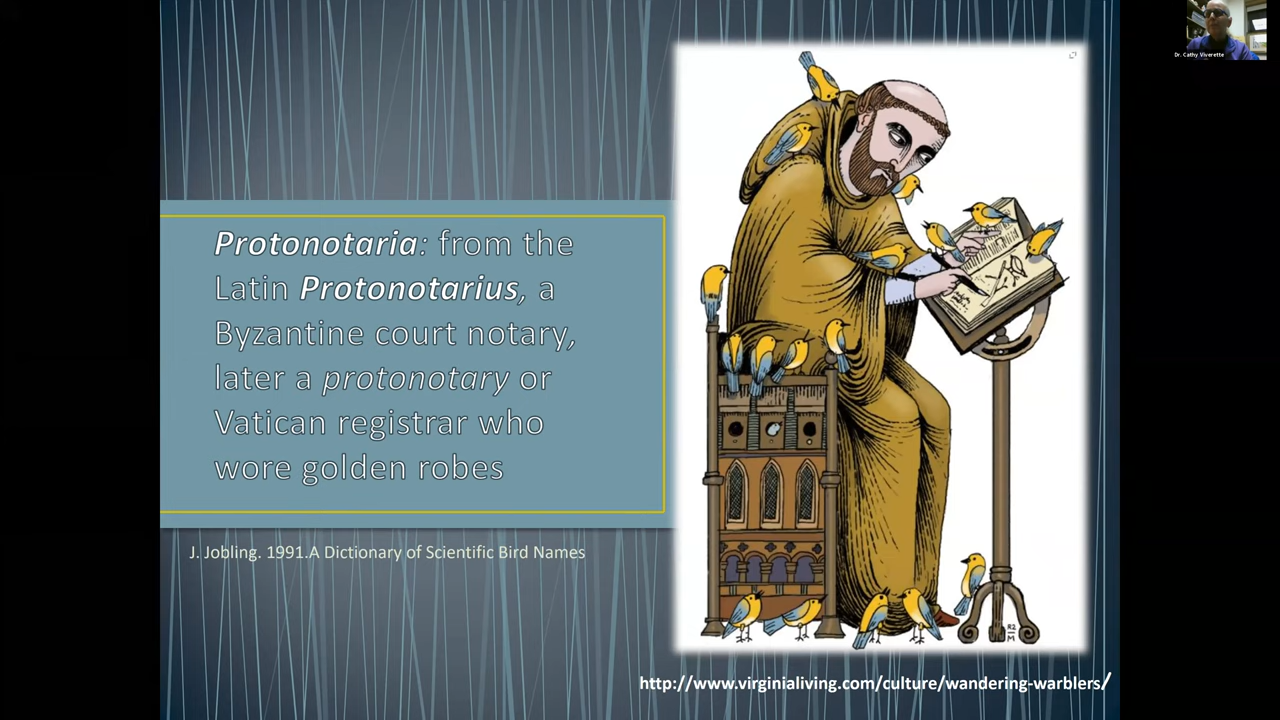 Dr. Cathy Viverette
Protonotaria: from the
Latin Protonotarius, a
Byzantine court notary,
later a protonotary or
Vatican registrar who
wore golden robes
J. Jobling. 1991.A Dictionary of Scientific Bird Names
http://www.virginialiving.com/culture/wandering-warblers/